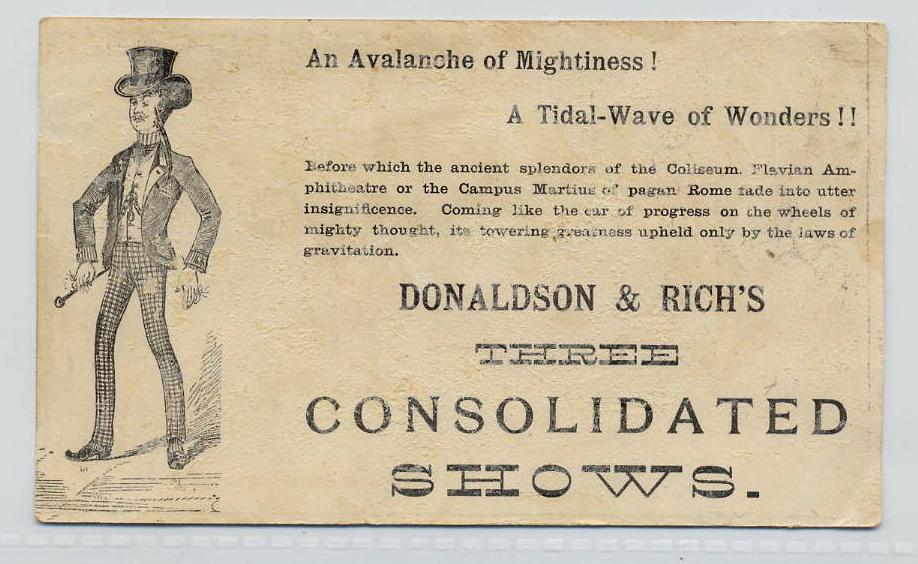 An Avalanche of Mightiness!
A Tidal-Wave of Wonders!!
Before which the ancient splendors of the Coliseum. Flavian Am-
phitheatre or the Campus Martius of pagan Rome fade into utter
insignificence. Coming like the car of progress on the wheels of
mighty thought, its towering greatness upheld only by the laws of
gravitation.
DONALDSON & RICH'S
THREE
CONSOLIDATED
SHOWS.